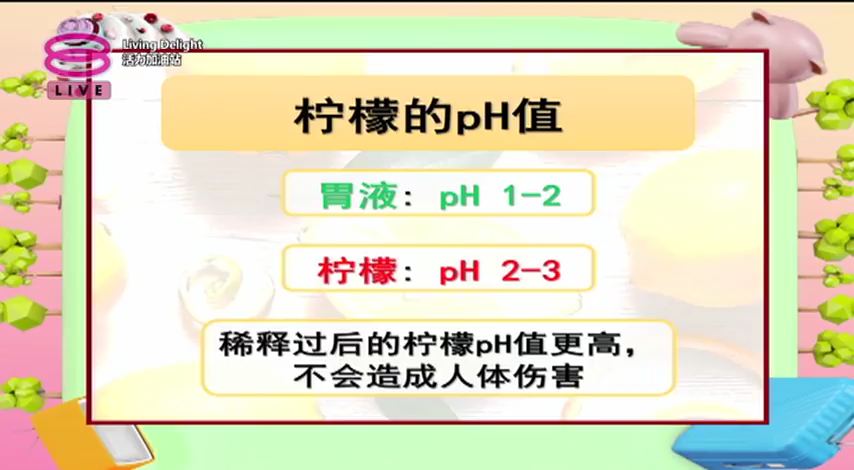 Living Delight
活力加油站
LIVE
柠檬的pH值
胃液： pH 1-2
柠檬： pH 2-3
稀释过后的柠檬pH值更高，
不会造成人体伤害